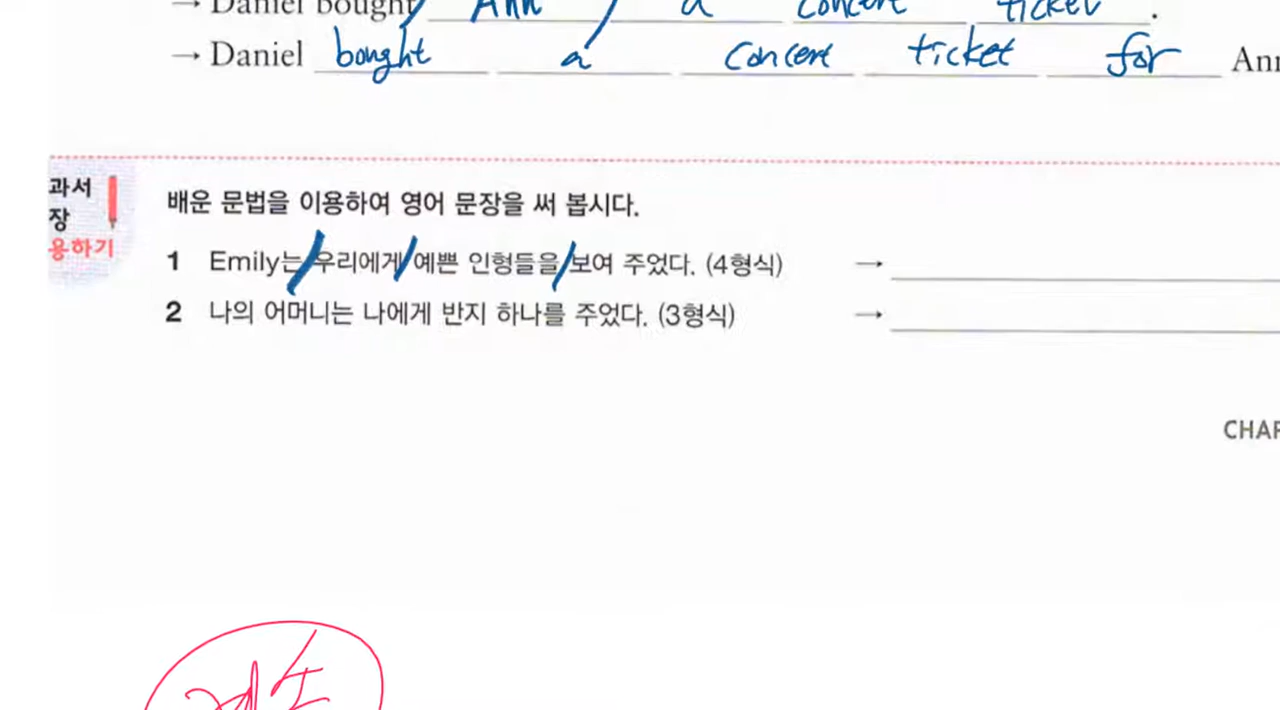 → Daniel bought Ann a concert ticket.
→ Daniel bought a concert ticket for Ann
과서
장
용하기
배운 문법을 이용하여 영어 문장을 써 봅시다.
1 Emily는/우리에게/예쁜 인형들을/보여 주었다. (4형식) →
2 나의 어머니는 나에게 반지 하나를 주었다. (3형식) →
CHAP